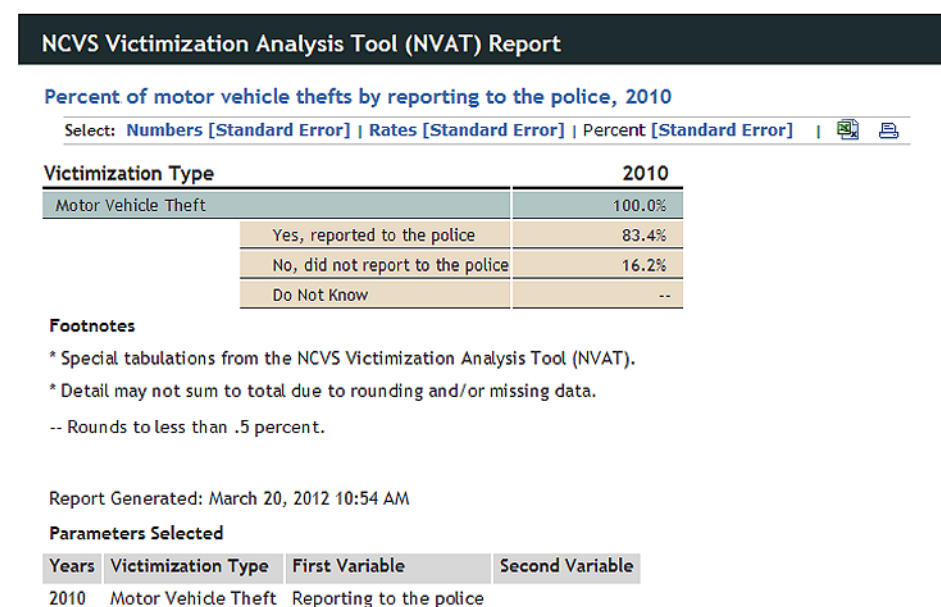 NCVS Victimization Analysis Tool (NVAT) Report
Percent of motor vehicle thefts by reporting to the police, 2010
Select: Numbers [Standard Error] | Rates [Standard Error] | Percent [Standard Error] |
Victimization Type 2010
Motor Vehicle Theft 100.0%
Yes, reported to the police 83.4%
No, did not report to the police 16.2%
Do Not Know --
Footnotes
* Special tabulations from the NCVS Victimization Analysis Tool (NVAT).
* Detail may not sum to total due to rounding and/or missing data.
-- Rounds to less than .5 percent.
Report Generated: March 20, 2012 10:54 AM
Parameters Selected
Years Victimization Type First Variable Second Variable
2010 Motor Vehicle Theft Reporting to the police